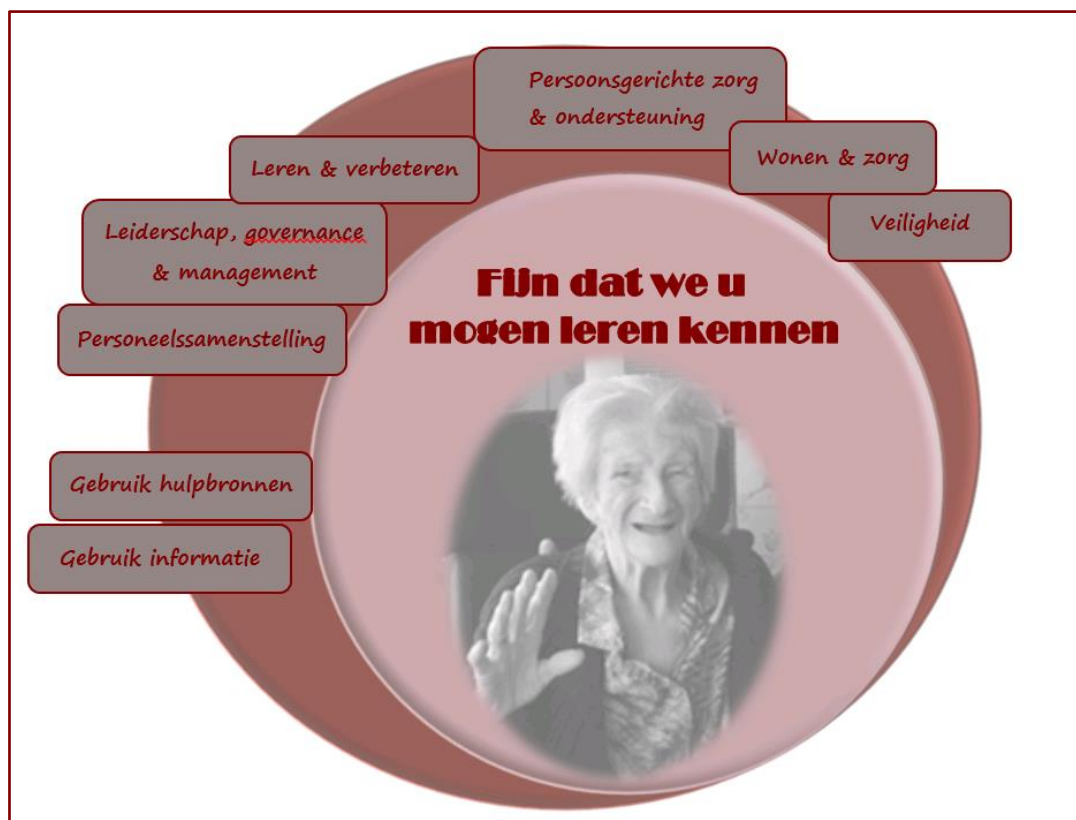 Persoonsgerichte zorg
& ondersteuning
Wonen & zorg
Leren & verbeteren
Veiligheid
Leiderschap, governance
& management
Fijn dat we u
mogen leren kennen
Personeelssamenstelling
Gebruik hulpbronnen
Gebruik informatie